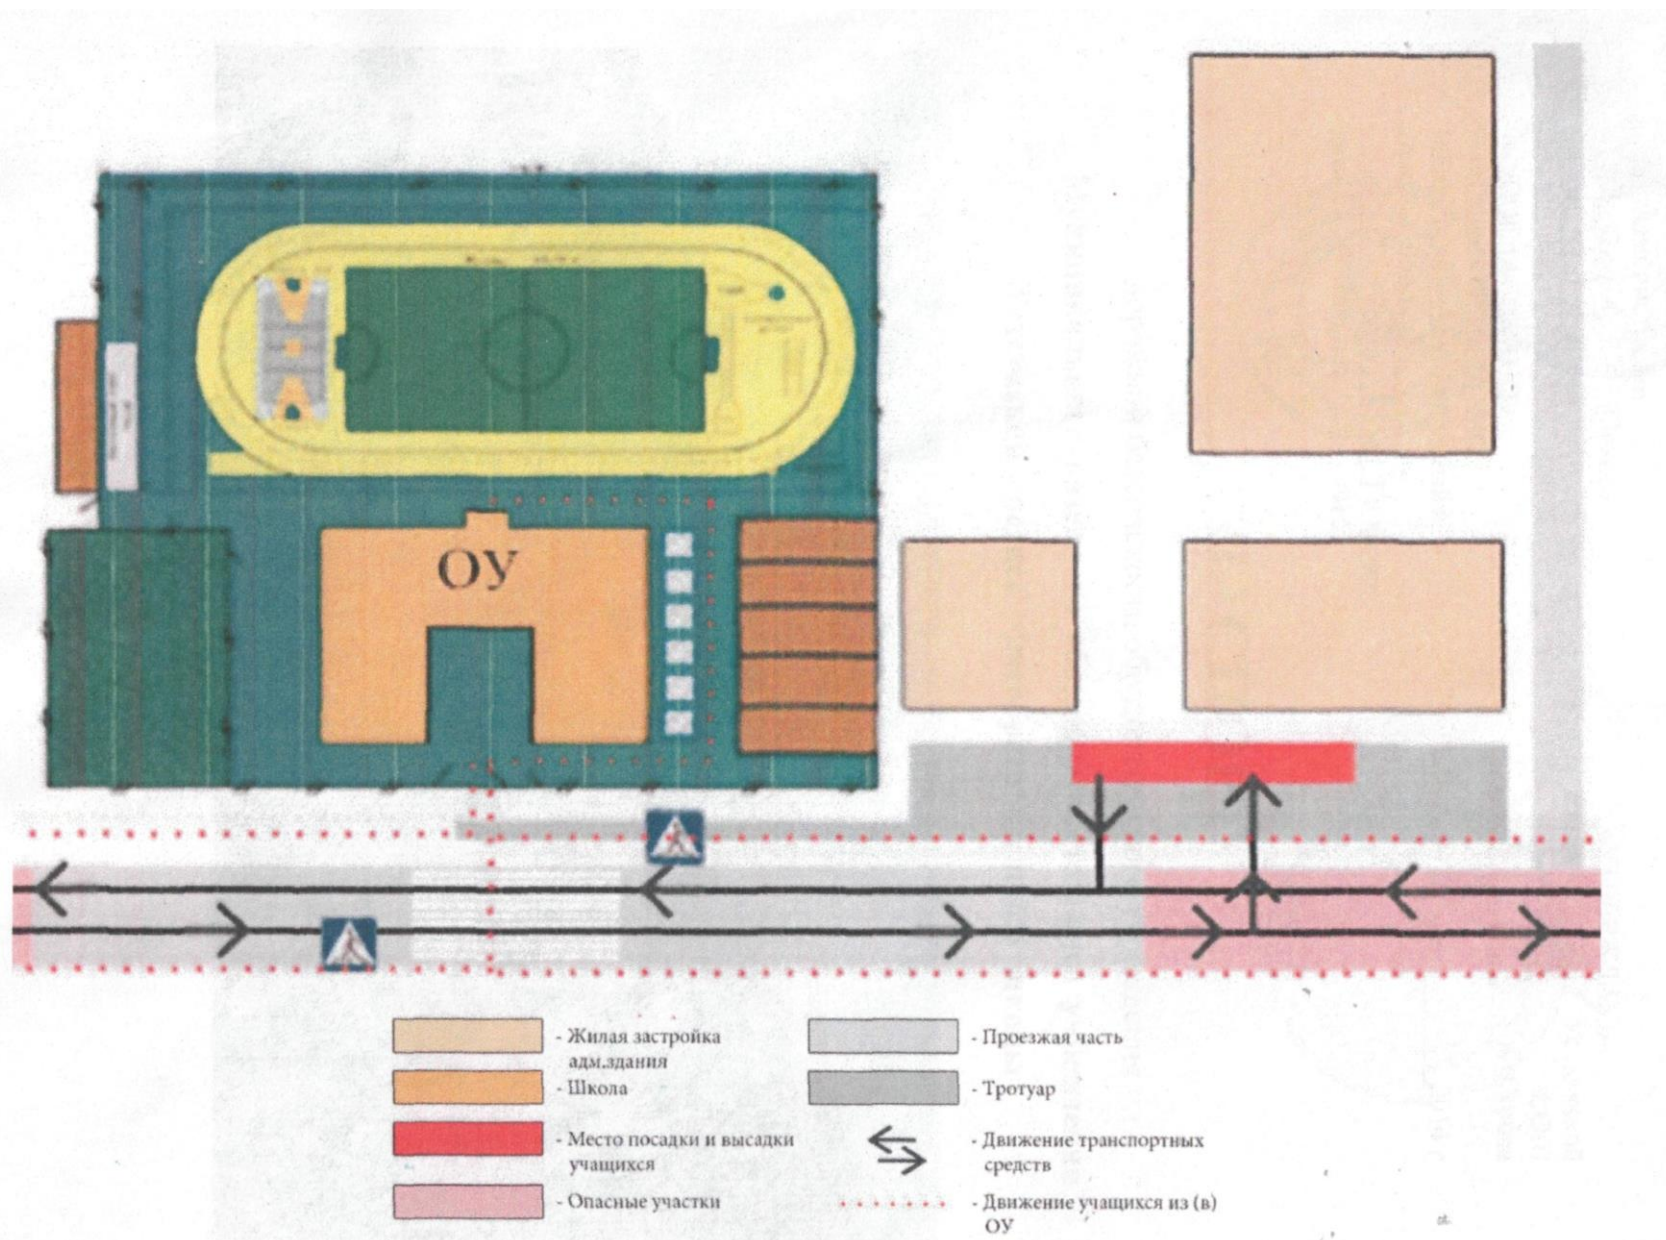 ОУ
- Жилая застройка
адм.здания
- Школа
- Место посадки и высадки
учащихся
- Опасные участки
- Проезжая часть
- Тротуар
- Движение транспортных
средств
- Движение учащихся из (в)
ОУ